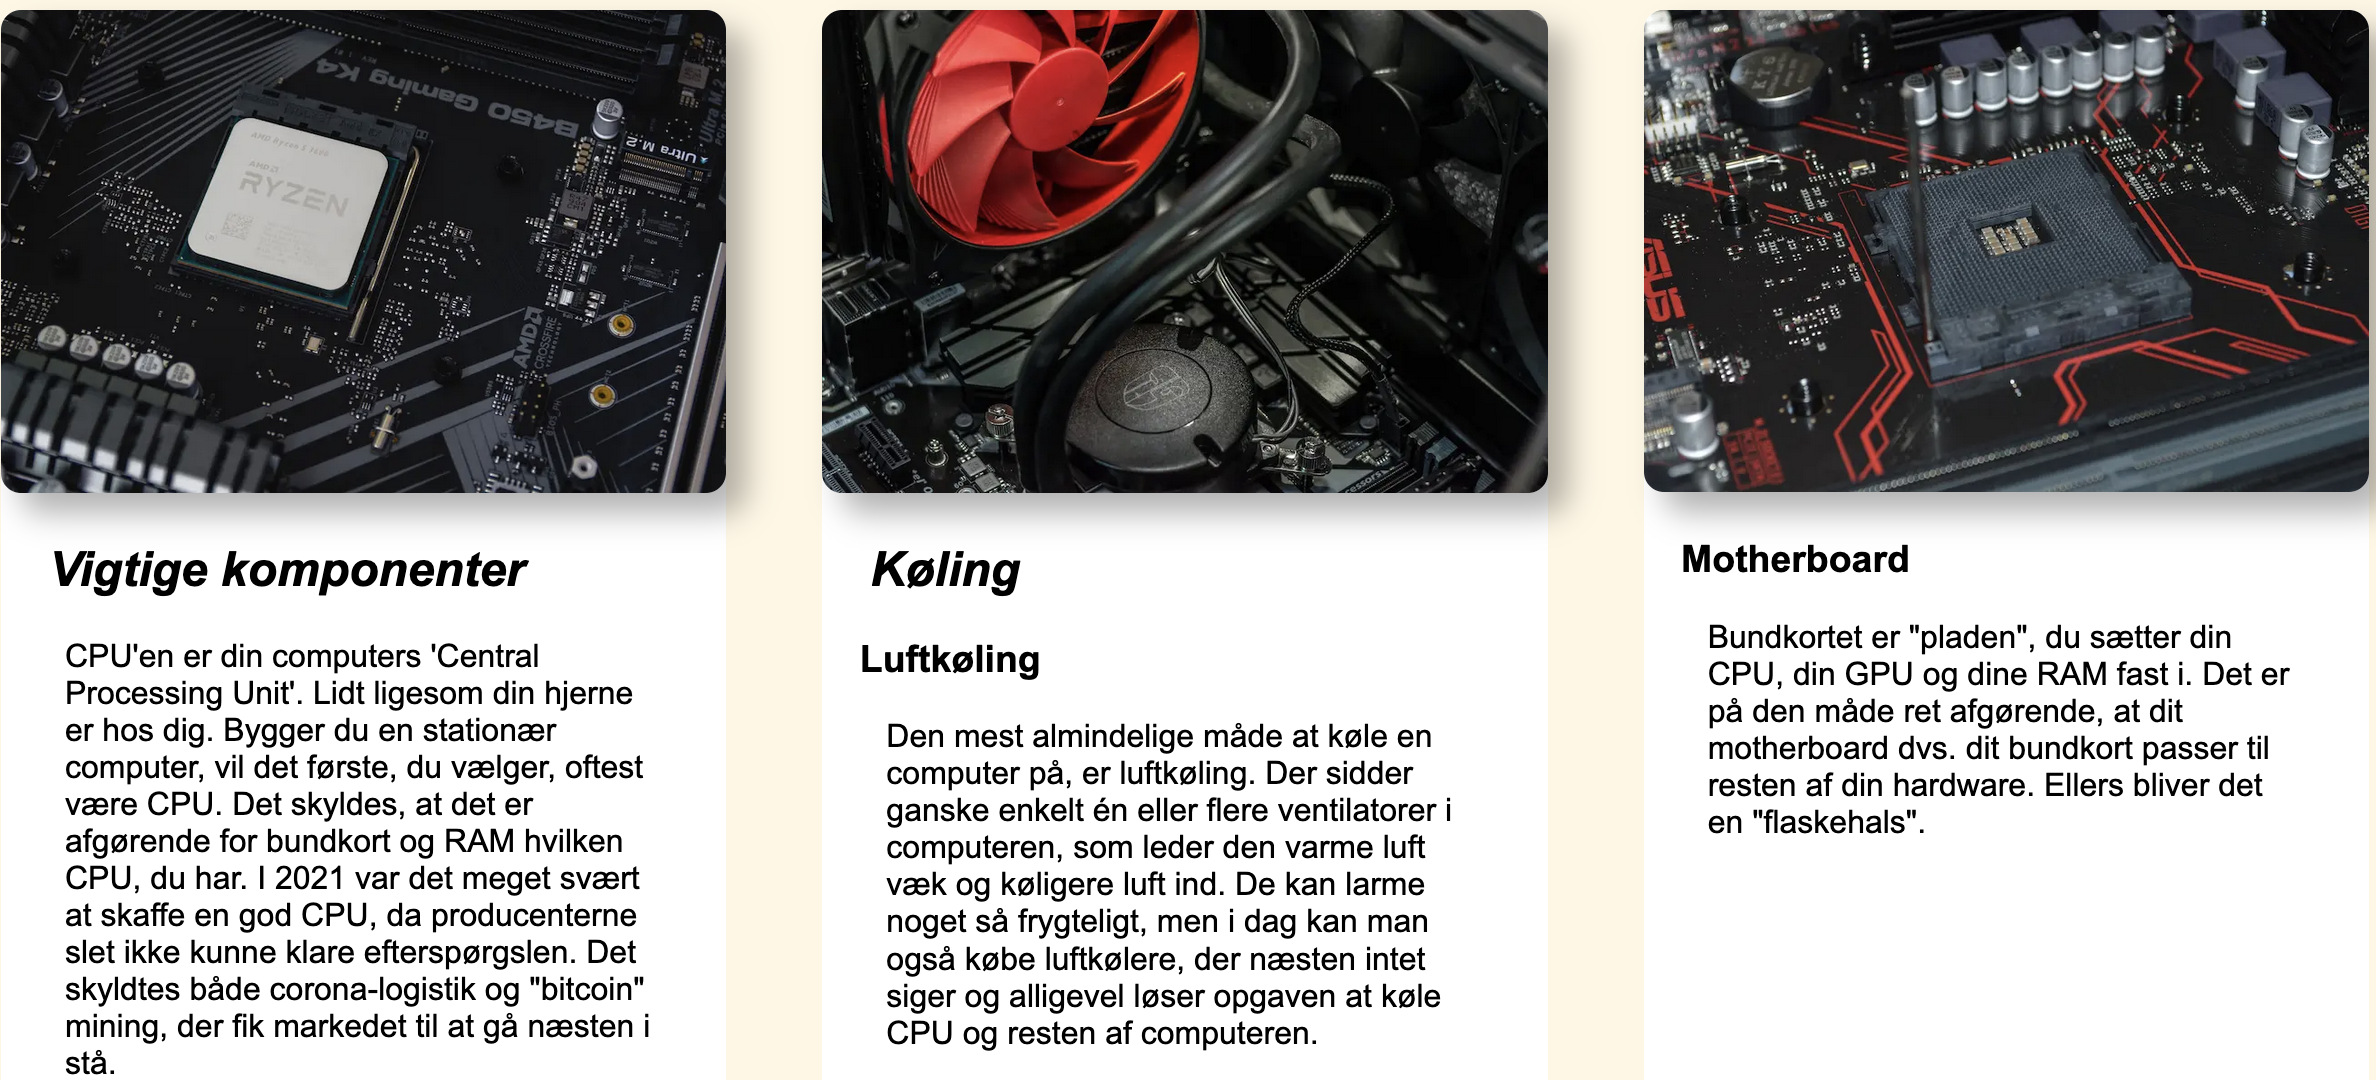 B450 Gaming K4
Ultra M.2
AMD Ryzen 5
AMD
RYZEN
AMD
CROSSFIRE
Vigtige komponenter
CPU'en er din computers 'Central
Processing Unit'. Lidt ligesom din hjerne
er hos dig. Bygger du en stationær
computer, vil det første, du vælger, oftest
være CPU. Det skyldes, at det er
afgørende for bundkort og RAM hvilken
CPU, du har. I 2021 var det meget svært
at skaffe en god CPU, da producenterne
slet ikke kunne klare efterspørgslen. Det
skyldtes både corona-logistik og "bitcoin"
mining, der fik markedet til at gå næsten i
stå.
Køling
Luftkøling
Den mest almindelige måde at køle en
computer på, er luftkøling. Der sidder
ganske enkelt én eller flere ventilatorer i
computeren, som leder den varme luft
væk og køligere luft ind. De kan larme
noget så frygteligt, men i dag kan man
også købe luftkølere, der næsten intet
siger og alligevel løser opgaven at køle
CPU og resten af computeren.
Motherboard
Bundkortet er "pladen", du sætter din
CPU, din GPU og dine RAM fast i. Det er
på den måde ret afgørende, at dit
motherboard dvs. dit bundkort passer til
resten af din hardware. Ellers bliver det
en "flaskehals".